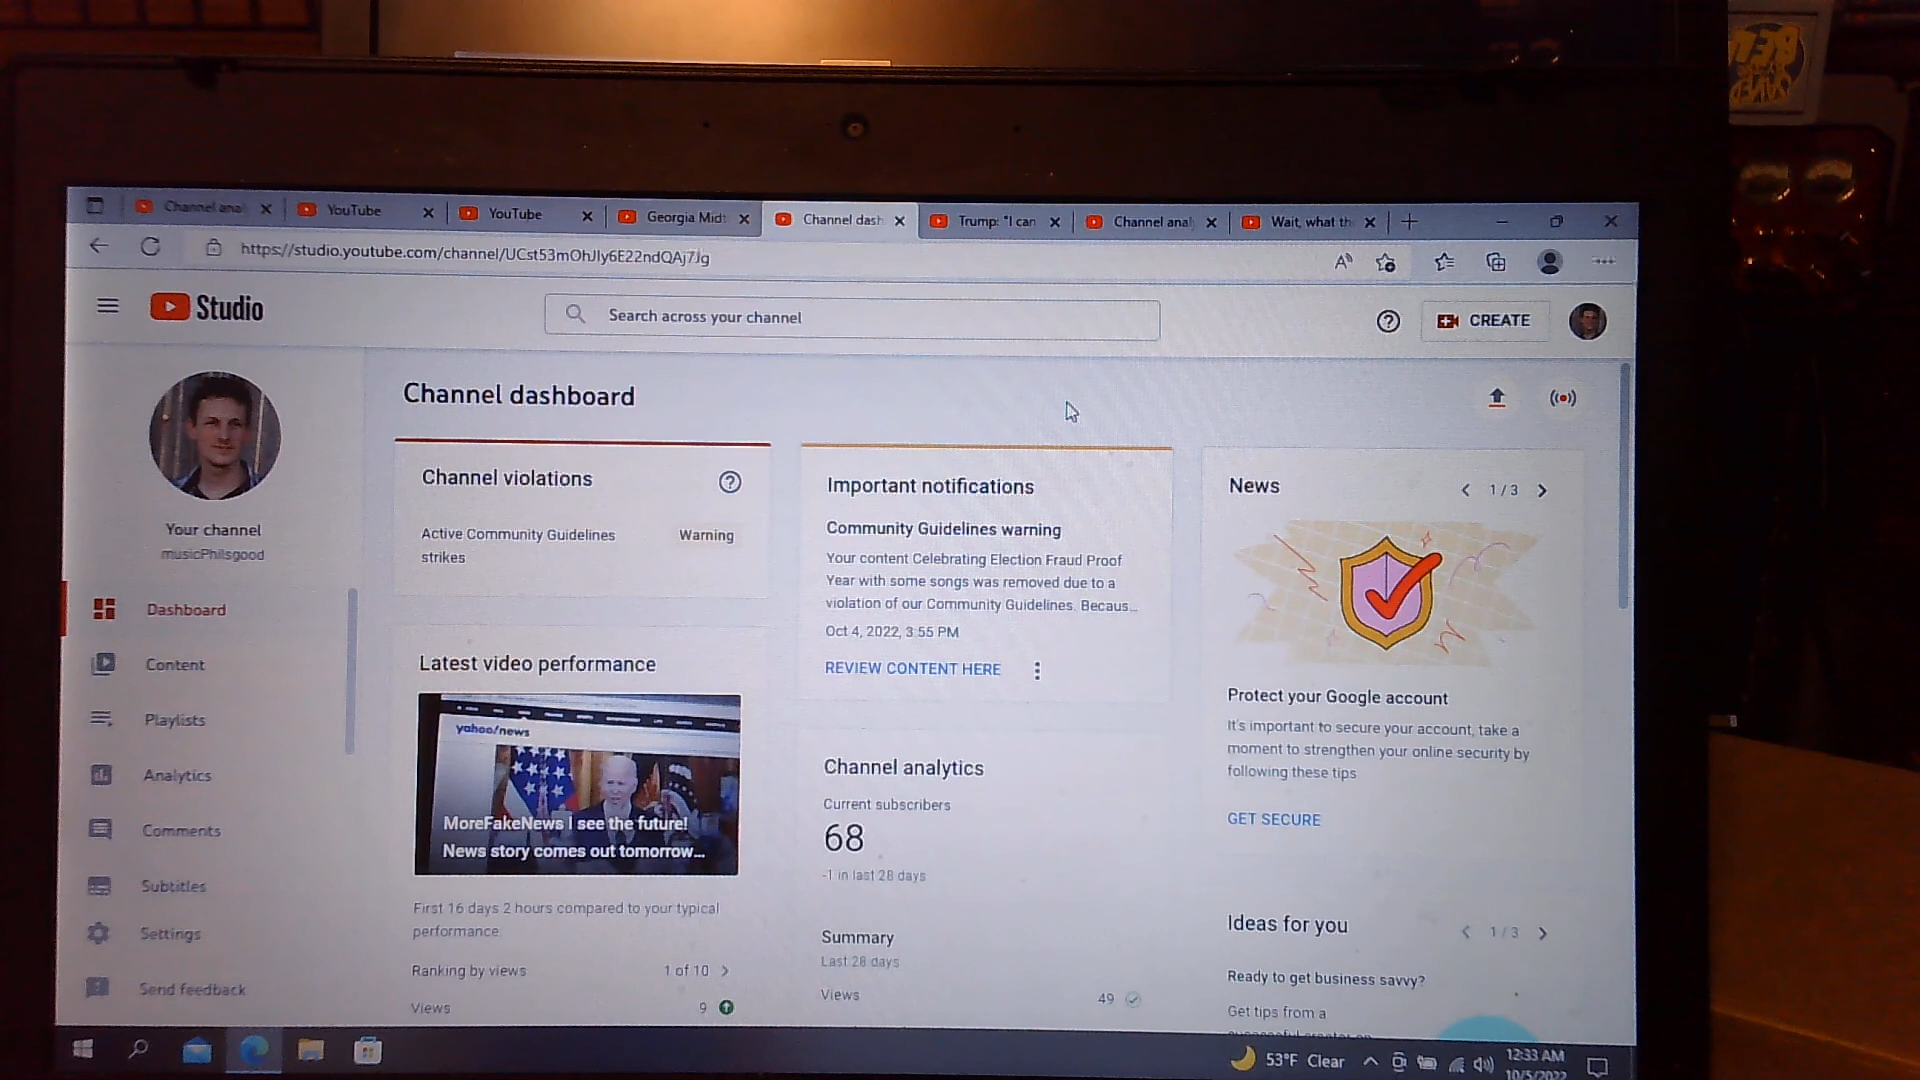 Channel ana
YouTube
YouTube
Georgia Mid
Channel dash
Trump: "I can
Channel anal
Wait, what th
https://studio.youtube.com/channel/
Studio
Search across your channel
CREATE
Your channel
musicPhilsgood
Dashboard
Content
Playlists
Analytics
Comments
Subtitles
Settings
Send feedback
Channel dashboard
Channel violations
Active Community Guidelines
strikes
Warning
Latest video performance
yahoo/news
MoreFakeNews I see the future!
News story comes out tomorrow...
First 16 days 2 hours compared to your typical
performance
Ranking by views
1 of 10
Views
9
Important notifications
Community Guidelines warning
Your content Celebrating Election Fraud Proof
Year with some songs was removed due to a
violation of our Community Guidelines. Becaus...
Oct 4, 2022, 3:55 PM
REVIEW CONTENT HERE
Channel analytics
Current subscribers
68
-1 in last 28 days
Summary
Last 28 days
Views
49
News
1 / 3
Protect your Google account
It's important to secure your account, take a
moment to strengthen your online security by
following these tips
GET SECURE
Ideas for you
1 / 3
Ready to get business savvy?
Get tips from a
53°F Clear
12:33 AM
10/5/2022